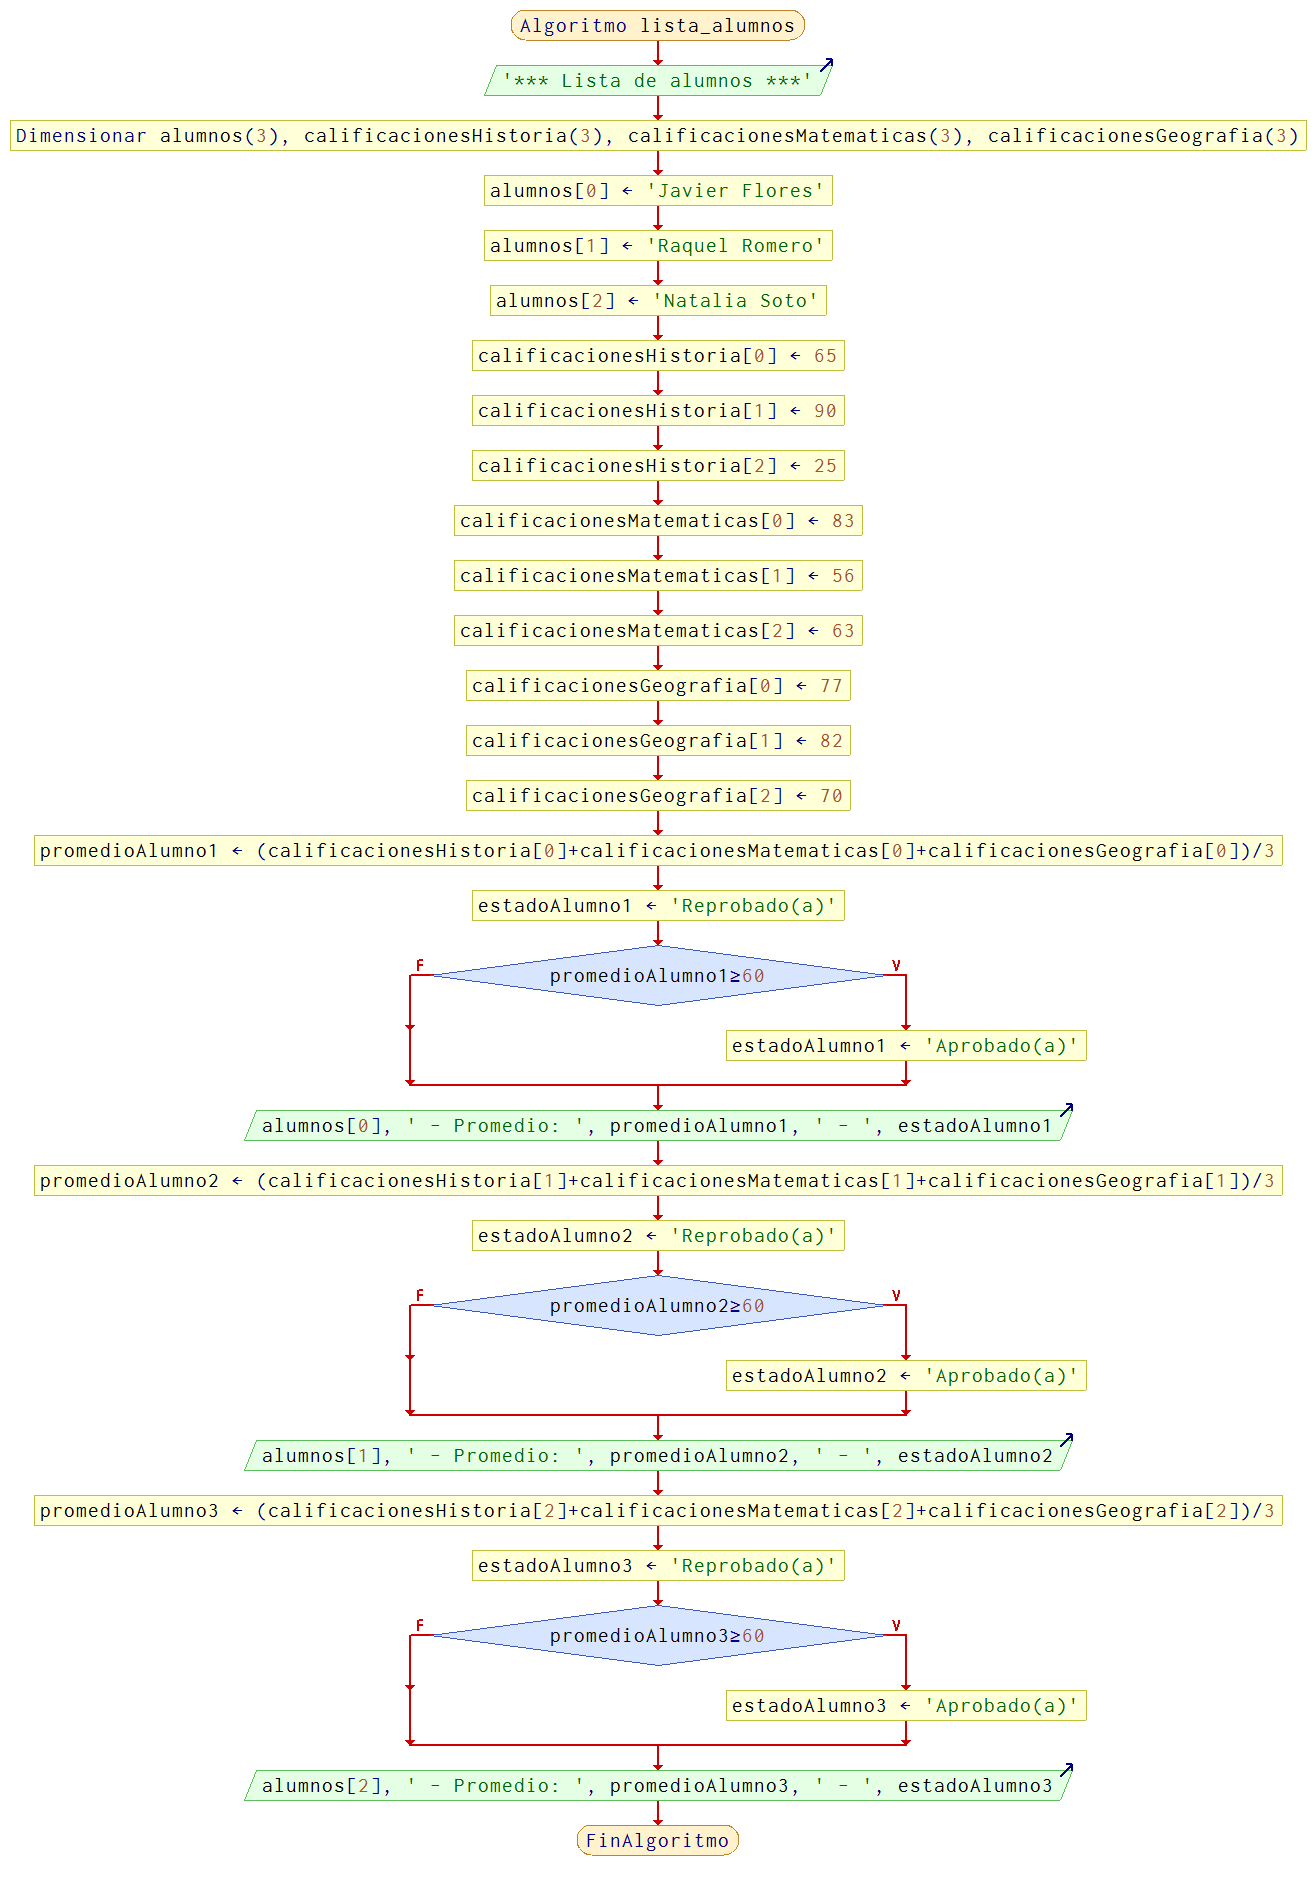 Algoritmo lista_alumnos
'*** Lista de alumnos ***'
Dimensionar alumnos(3), calificacionesHistoria(3), calificacionesMatematicas(3), calificacionesGeografia(3)
alumnos[0] ← 'Javier Flores'
alumnos[1] ← 'Raquel Romero'
alumnos[2] ← 'Natalia Soto'
calificacionesHistoria[0] ← 65
calificacionesHistoria[1] ← 90
calificacionesHistoria[2] ← 25
calificacionesMatematicas[0] ← 83
calificacionesMatematicas[1] ← 56
calificacionesMatematicas[2] ← 63
calificacionesGeografia[0] ← 77
calificacionesGeografia[1] ← 82
calificacionesGeografia[2] ← 70
promedioAlumno1 ← (calificacionesHistoria[0]+calificacionesMatematicas[0]+calificacionesGeografia[0])/3
estadoAlumno1 ← 'Reprobado(a)'
F V
promedioAlumno1≥60
estadoAlumno1 ← 'Aprobado(a)'
alumnos[0], ' - Promedio: ', promedioAlumno1, ' - ', estadoAlumno1
promedioAlumno2 ← (calificacionesHistoria[1]+calificacionesMatematicas[1]+calificacionesGeografia[1])/3
estadoAlumno2 ← 'Reprobado(a)'
F V
promedioAlumno2≥60
estadoAlumno2 ← 'Aprobado(a)'
alumnos[1], ' - Promedio: ', promedioAlumno2, ' - ', estadoAlumno2
promedioAlumno3 ← (calificacionesHistoria[2]+calificacionesMatematicas[2]+calificacionesGeografia[2])/3
estadoAlumno3 ← 'Reprobado(a)'
F V
promedioAlumno3≥60
estadoAlumno3 ← 'Aprobado(a)'
alumnos[2], ' - Promedio: ', promedioAlumno3, ' - ', estadoAlumno3
FinAlgoritmo